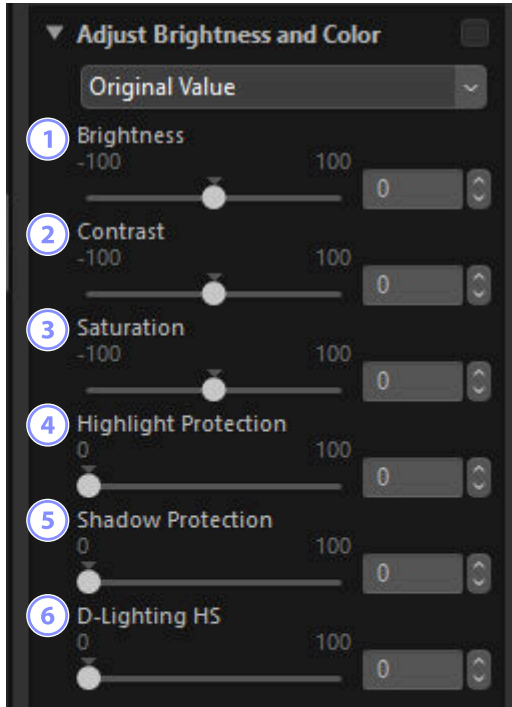 Adjust Brightness and Color
Original Value
1 Brightness
-100 100
0
2 Contrast
-100 100
0
3 Saturation
-100 100
0
4 Highlight Protection
0 100
0
5 Shadow Protection
0 100
0
6 D-Lighting HS
0 100
0